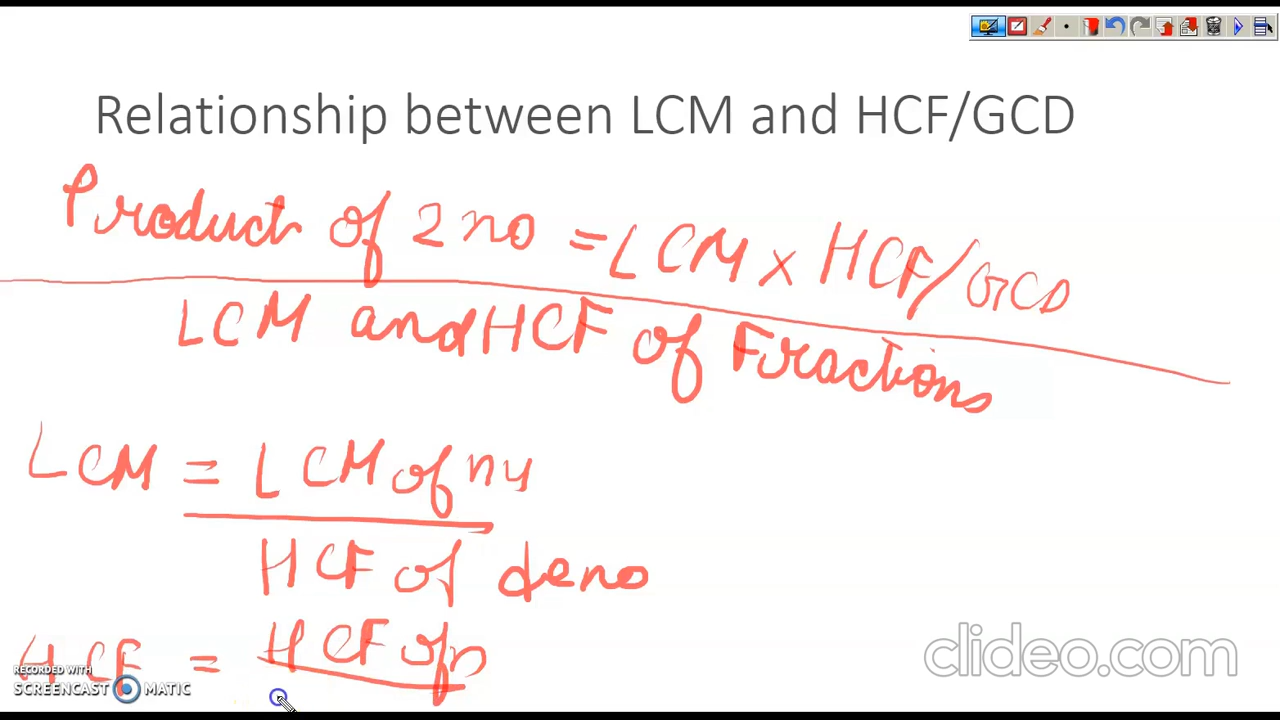 Relationship between LCM and HCF/GCD
Product of 2 no = LCM x HCF/GCD
LCM and HCF of Fractions
LCM = LCM of nu
HCF of deno
HCF = HCF of n
RECORDED WITH
SCREENCAST MATIC
clideo.com